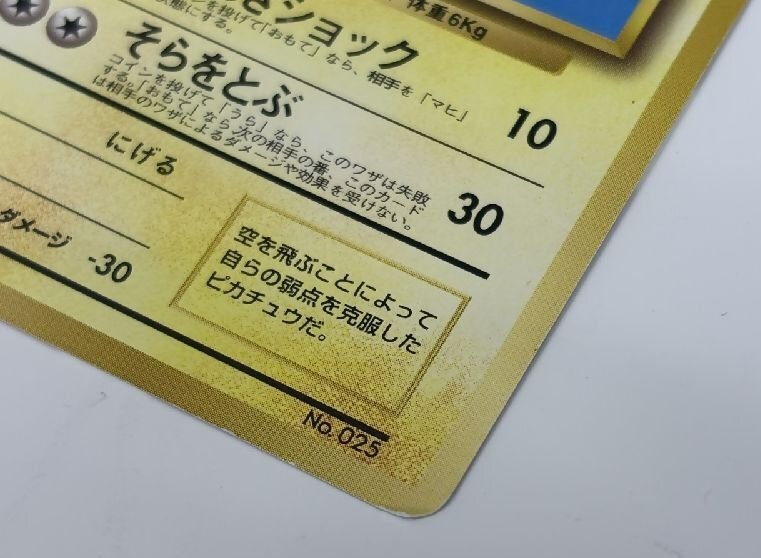 体重6Kg
ショック
コインを投げて「おもて」なら、相手を「マヒ」
状態にする。
10
そらをとぶ
コインを投げて「うら」なら、このワザは失敗
する。「おもて」なら次の相手の番、このカード
は相手のワザによるダメージや効果を受けない。
30
にげる
ダメージ -30
空を飛ぶことによって
自らの弱点を克服した
ピカチュウだ。
No.025